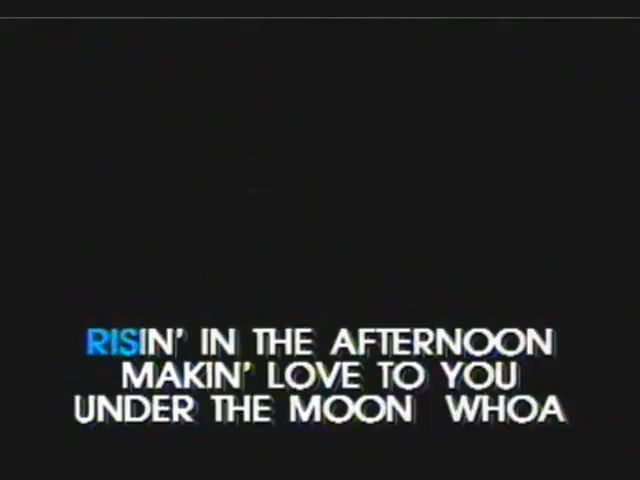 RISIN' IN THE AFTERNOON
MAKIN' LOVE TO YOU
UNDER THE MOON WHOA